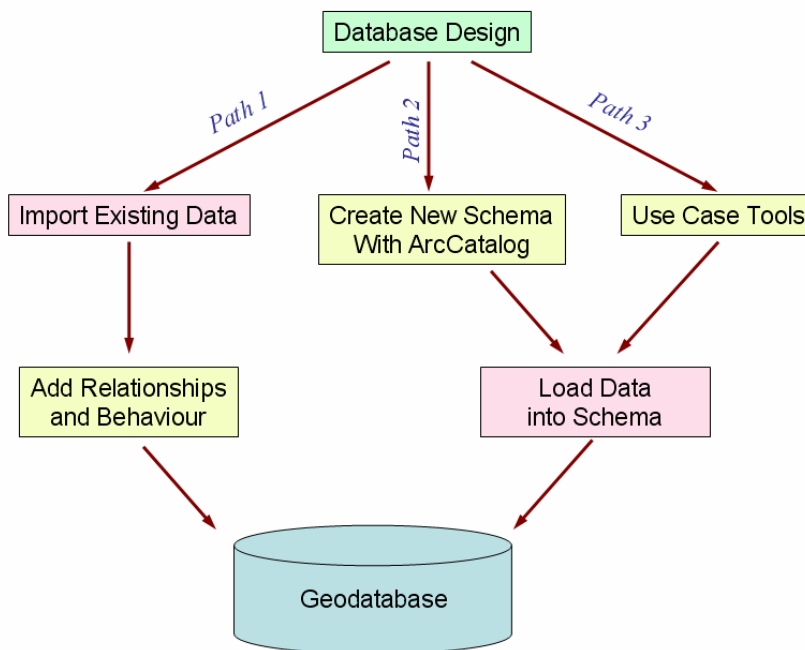 Database Design
Path 1
Path 2
Path 3
Import Existing Data
Create New Schema
With ArcCatalog
Use Case Tools
Add Relationships
and Behaviour
Load Data
into Schema
Geodatabase